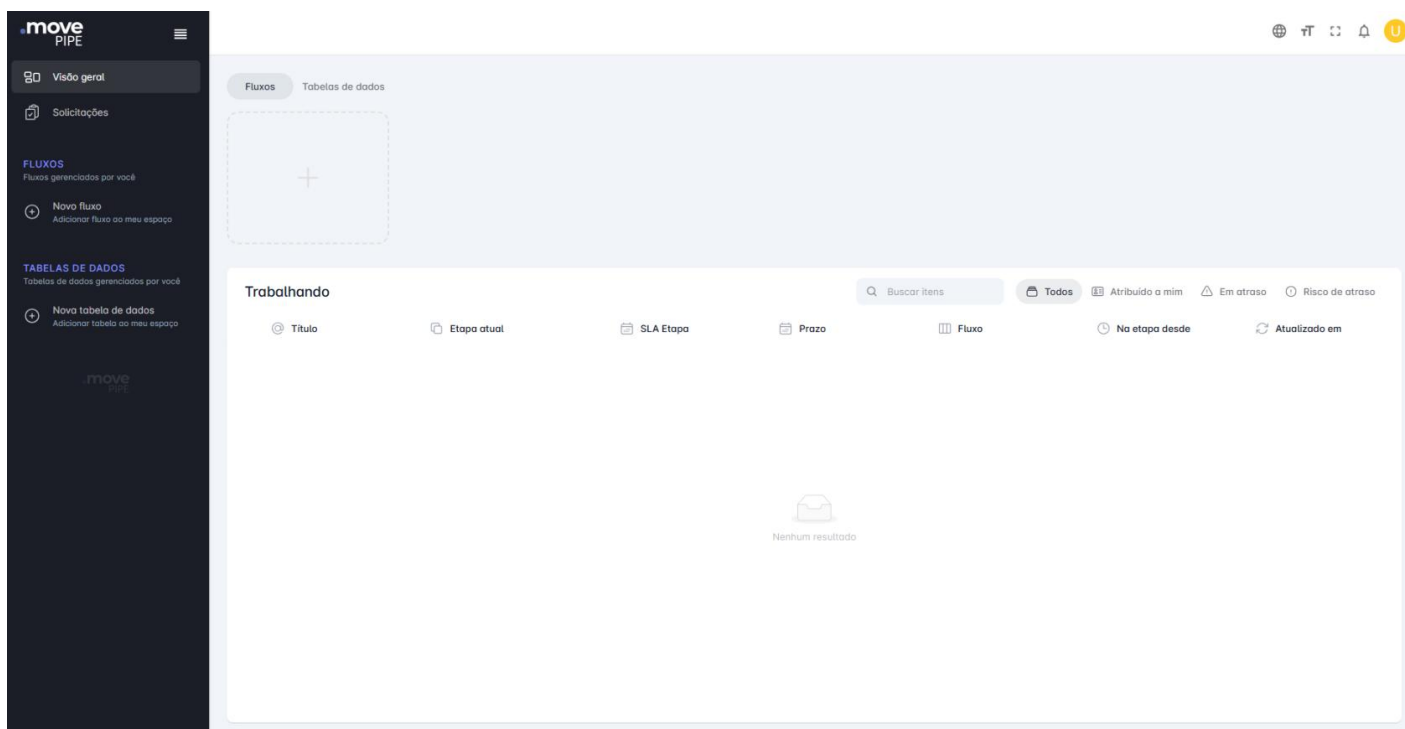 .move
PIPE
U
Visão geral
Solicitações
FLUXOS
Fluxos gerenciados por você
Novo fluxo
Adicionar fluxo ao meu espaço
TABELAS DE DADOS
Tabelas de dados gerenciadas por você
Nova tabela de dados
Adicionar tabela ao meu espaço
.move
PIPE
Fluxos Tabelas de dados
Trabalhando Buscar itens Todos Atribuído a mim Em atraso Risco de atraso
Título Etapa atual SLA Etapa Prazo Fluxo Na etapa desde Atualizado em
Nenhum resultado